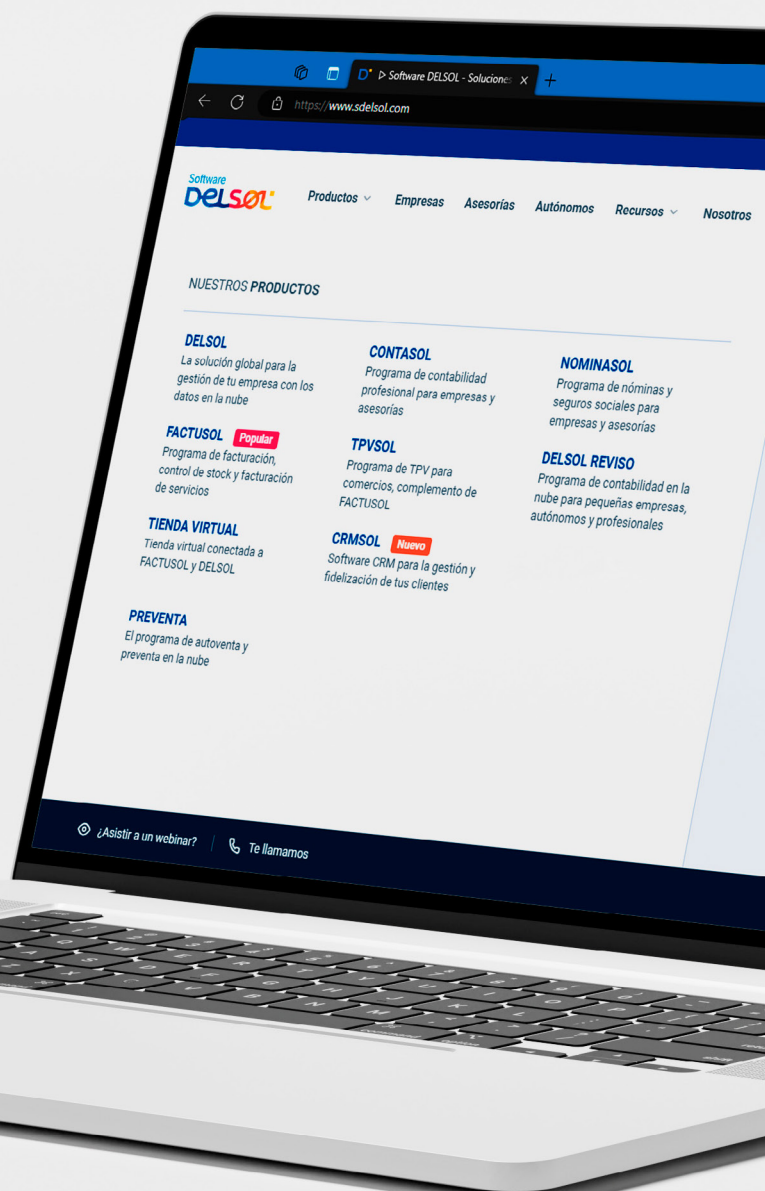 ▷ Software DELSOL - Soluciones
https://www.sdelsol.com
Software
DELSOL
Productos
Empresas
Asesorías
Autónomos
Recursos
Nosotros
NUESTROS PRODUCTOS
DELSOL
La solución global para la
gestión de tu empresa con los
datos en la nube
CONTASOL
Programa de contabilidad
profesional para empresas y
asesorías
NOMINASOL
Programa de nóminas y
seguros sociales para
empresas y asesorías
FACTUSOL Popular
Programa de facturación,
control de stock y facturación
de servicios
TPVSOL
Programa de TPV para
comercios, complemento de
FACTUSOL
DELSOL REVISO
Programa de contabilidad en la
nube para pequeñas empresas,
autónomos y profesionales
TIENDA VIRTUAL
Tienda virtual conectada a
FACTUSOL y DELSOL
CRMSOL Nuevo
Software CRM para la gestión y
fidelización de tus clientes
PREVENTA
El programa de autoventa y
preventa en la nube
¿Asistir a un webinar?
Te llamamos